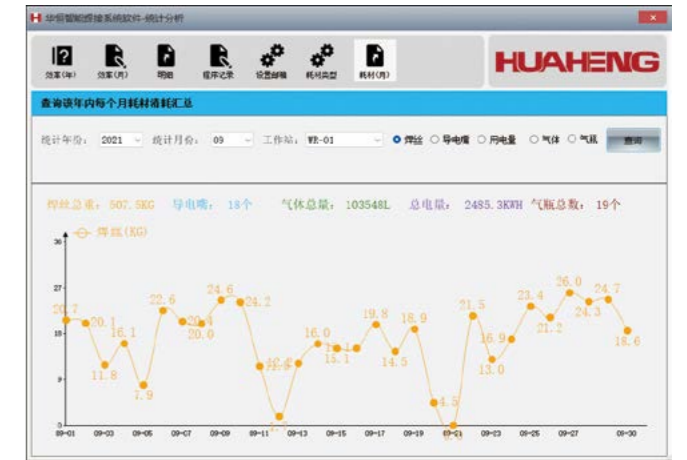 华恒智能焊接系统软件-统计分析
效率(年) 效率(月) 明细 程序记录 设置邮箱 耗材类型 耗材(月)
HUAHENG
查询该年内每个月耗材消耗汇总
统计年份: 2021 统计月份: 09 工作站: WR-01 焊丝 导电嘴 用电量 气体 气瓶 查询
焊丝总重: 507.5KG 导电嘴: 18个 气体总量: 103548L 总电量: 2485.3KWH 气瓶总数: 19个
焊丝(KG)
36
27
18
9
0
20.7 20.1 11.8 16.1 7.9 22.6 20.0 24.6 24.2 16.0 15.1 19.8 14.5 18.9 4.5 21.5 13.0 16.9 23.4 21.2 26.0 24.3 24.7 18.6
09-01 09-03 09-05 09-07 09-09 09-11 09-13 09-15 09-17 09-19 09-21 09-23 09-25 09-27 09-30